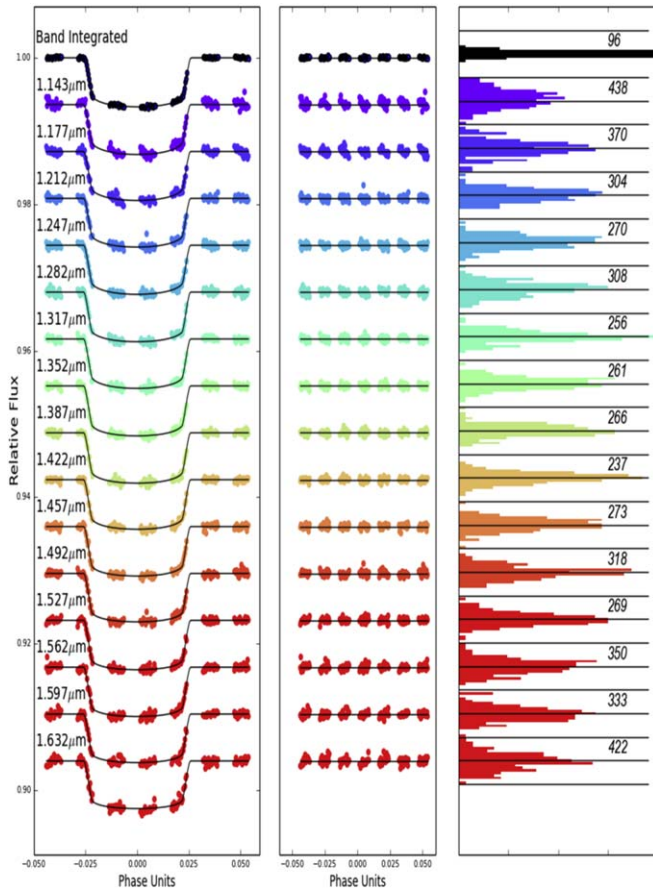 Band Integrated
1.143μm
1.177μm
1.212μm
1.247μm
1.282μm
1.317μm
1.352μm
1.387μm
1.422μm
1.457μm
1.492μm
1.527μm
1.562μm
1.597μm
1.632μm
Relative Flux
1.00
0.98
0.96
0.94
0.92
0.90
−0.050
−0.025
0.000
0.025
0.050
Phase Units
−0.050
−0.025
0.000
0.025
0.050
Phase Units
96
438
370
304
270
308
256
261
266
237
273
318
269
350
333
422